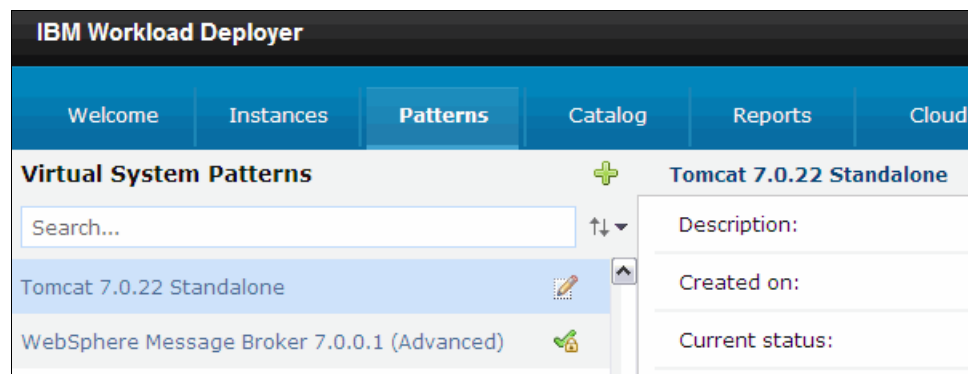 IBM Workload Deployer
Welcome Instances Patterns Catalog Reports Cloud
Virtual System Patterns
Tomcat 7.0.22 Standalone
Search...
Description:
Tomcat 7.0.22 Standalone
Created on:
WebSphere Message Broker 7.0.0.1 (Advanced)
Current status: